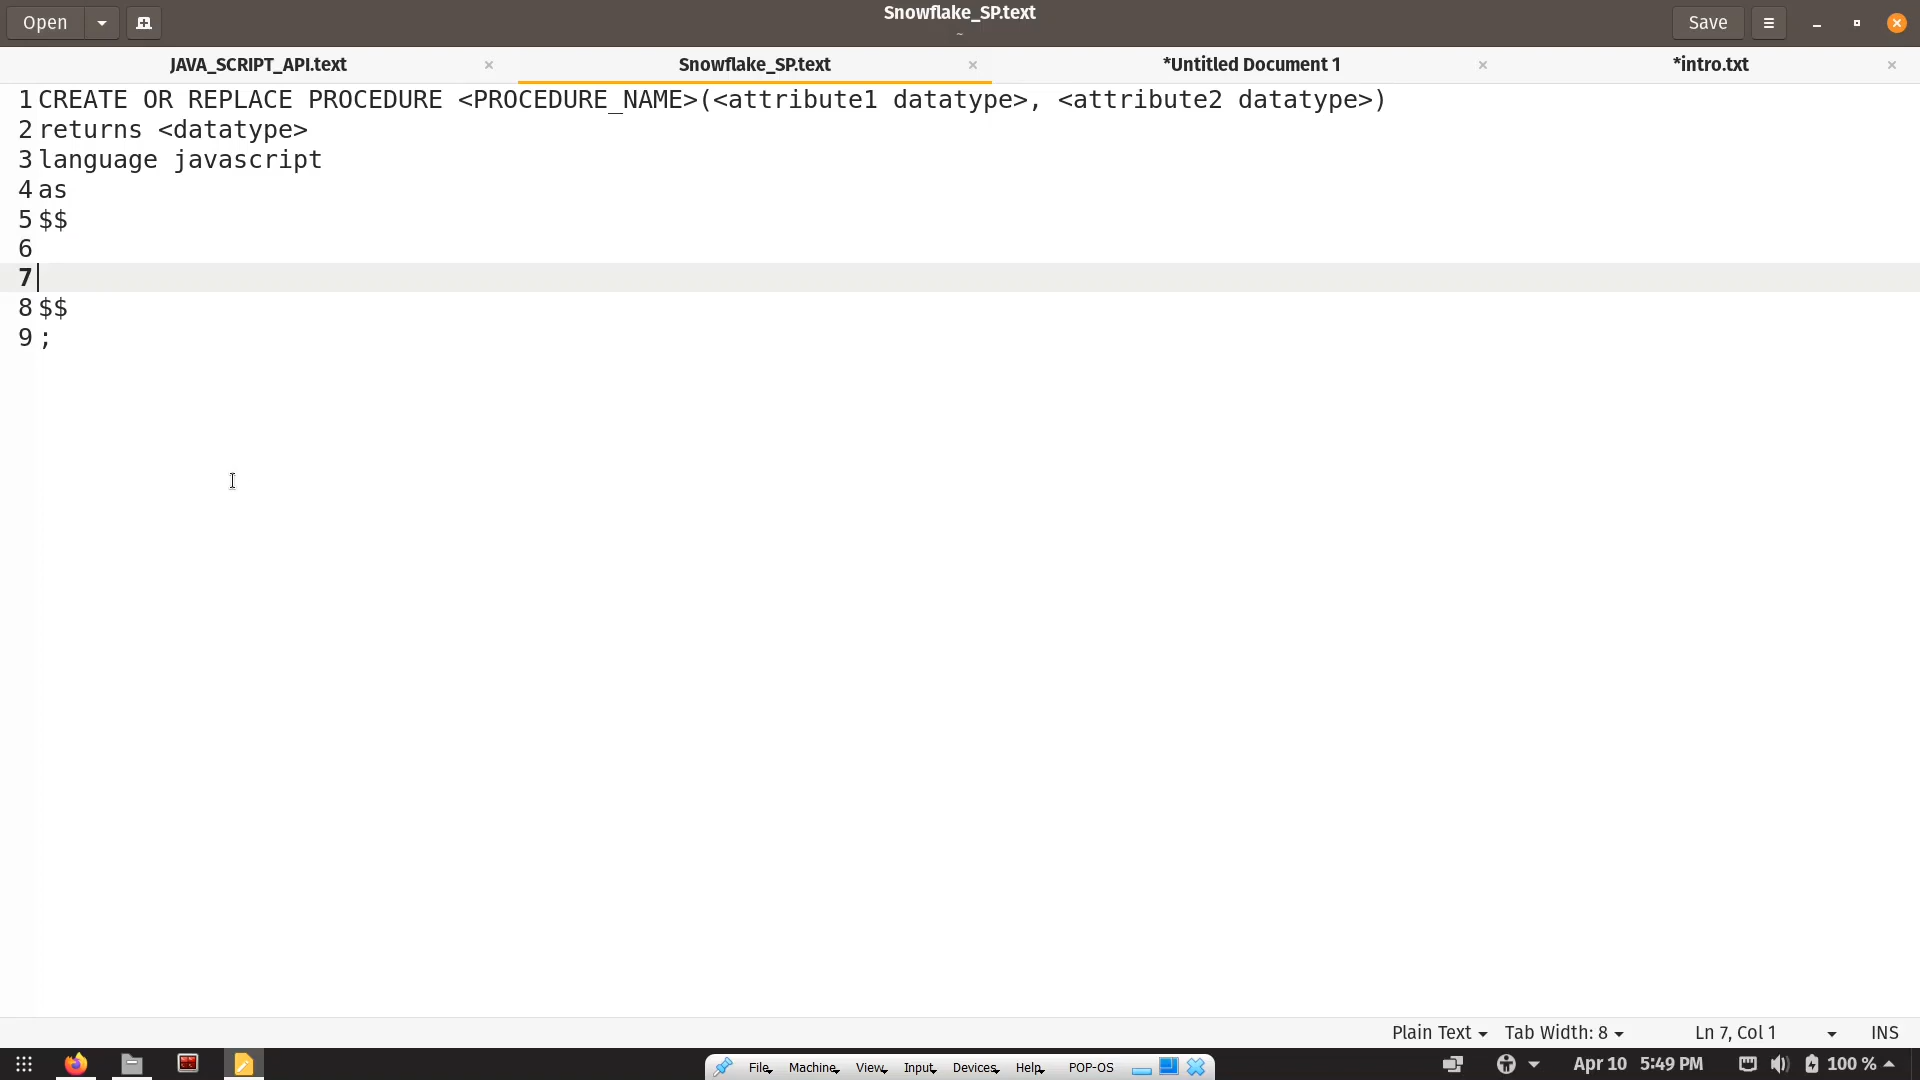 Open
Snowflake_SP.text
~
Save
JAVA_SCRIPT_API.text
Snowflake_SP.text
*Untitled Document 1
*intro.txt
1 CREATE OR REPLACE PROCEDURE <PROCEDURE_NAME>(<attribute1 datatype>, <attribute2 datatype>)
2 returns <datatype>
3 language javascript
4 as
5 $$
6
7
8 $$
9 ;
Plain Text Tab Width: 8 Ln 7, Col 1 INS
File Machine View Input Devices Help POP-OS
Apr 10 5:49 PM 100 %